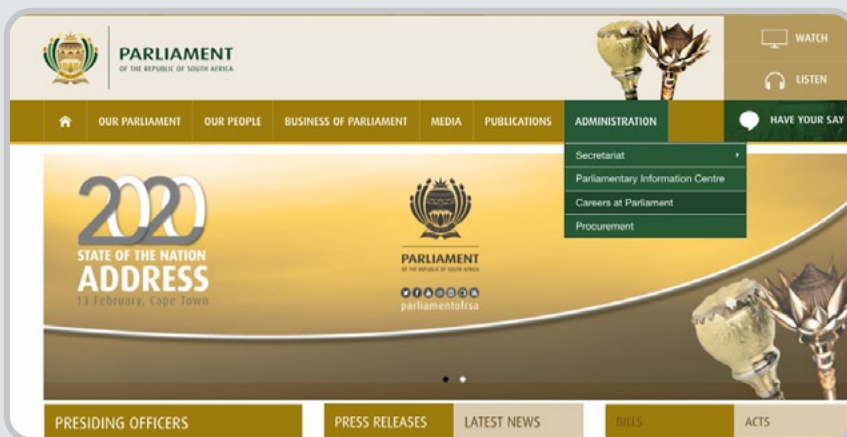 PARLIAMENT
OF THE REPUBLIC OF SOUTH AFRICA
WATCH
LISTEN
OUR PARLIAMENT
OUR PEOPLE
BUSINESS OF PARLIAMENT
MEDIA
PUBLICATIONS
ADMINISTRATION
HAVE YOUR SAY
Secretariat
Parliamentary Information Centre
Careers at Parliament
Procurement
2020
STATE OF THE NATION
ADDRESS
13 February, Cape Town
PARLIAMENT
OF THE REPUBLIC OF SOUTH AFRICA
parliamentofrsa
PRESIDING OFFICERS
PRESS RELEASES
LATEST NEWS
BILLS
ACTS